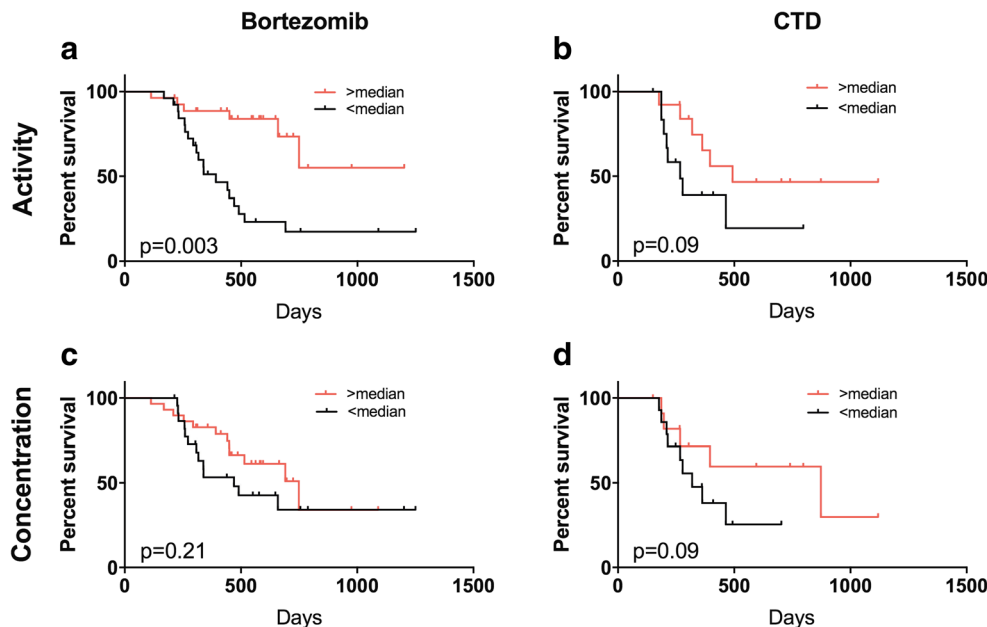 Bortezomib
CTD
a
b
Activity
Percent survival
100
50
0
>median
<median
p=0.003
0
500
1000
1500
Days
Percent survival
100
50
0
>median
<median
p=0.09
0
500
1000
1500
Days
c
d
Concentration
Percent survival
100
50
0
>median
<median
p=0.21
0
500
1000
1500
Days
Percent survival
100
50
0
>median
<median
p=0.09
0
500
1000
1500
Days